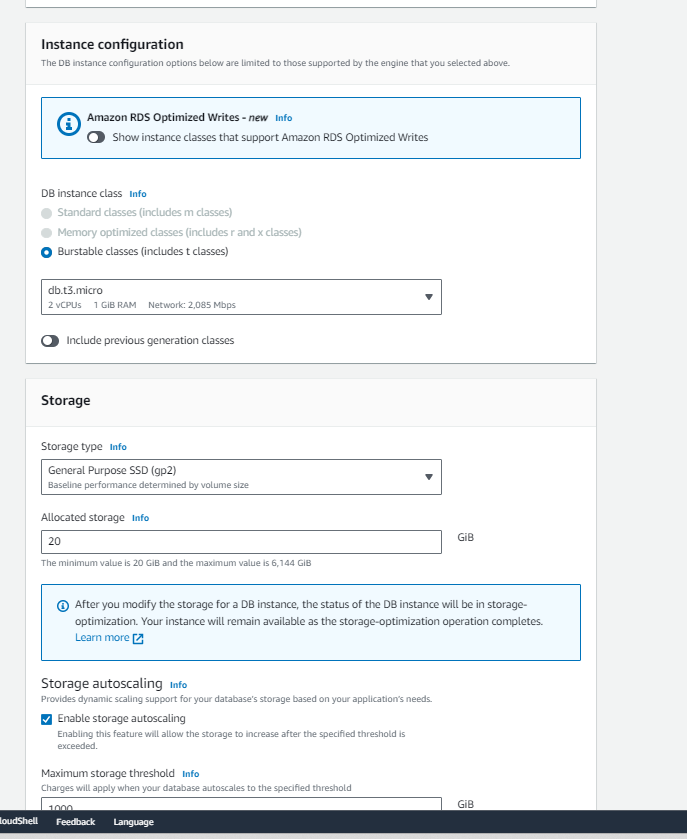 Instance configuration
The DB instance configuration options below are limited to those supported by the engine that you selected above.
Amazon RDS Optimized Writes - new Info
Show instance classes that support Amazon RDS Optimized Writes
DB instance class Info
Standard classes (includes m classes)
Memory optimized classes (includes r and x classes)
Burstable classes (includes t classes)
db.t3.micro
2 vCPUs 1 GiB RAM Network: 2,085 Mbps
Include previous generation classes
Storage
Storage type Info
General Purpose SSD (gp2)
Baseline performance determined by volume size
Allocated storage Info
20
GiB
The minimum value is 20 GiB and the maximum value is 6,144 GiB
After you modify the storage for a DB instance, the status of the DB instance will be in storage-
optimization. Your instance will remain available as the storage-optimization operation completes.
Learn more
Storage autoscaling Info
Provides dynamic scaling support for your database's storage based on your application's needs.
Enable storage autoscaling
Enabling this feature will allow the storage to increase after the specified threshold is
exceeded.
Maximum storage threshold Info
Charges will apply when your database autoscales to the specified threshold
1000
GiB
loudShell Feedback Language